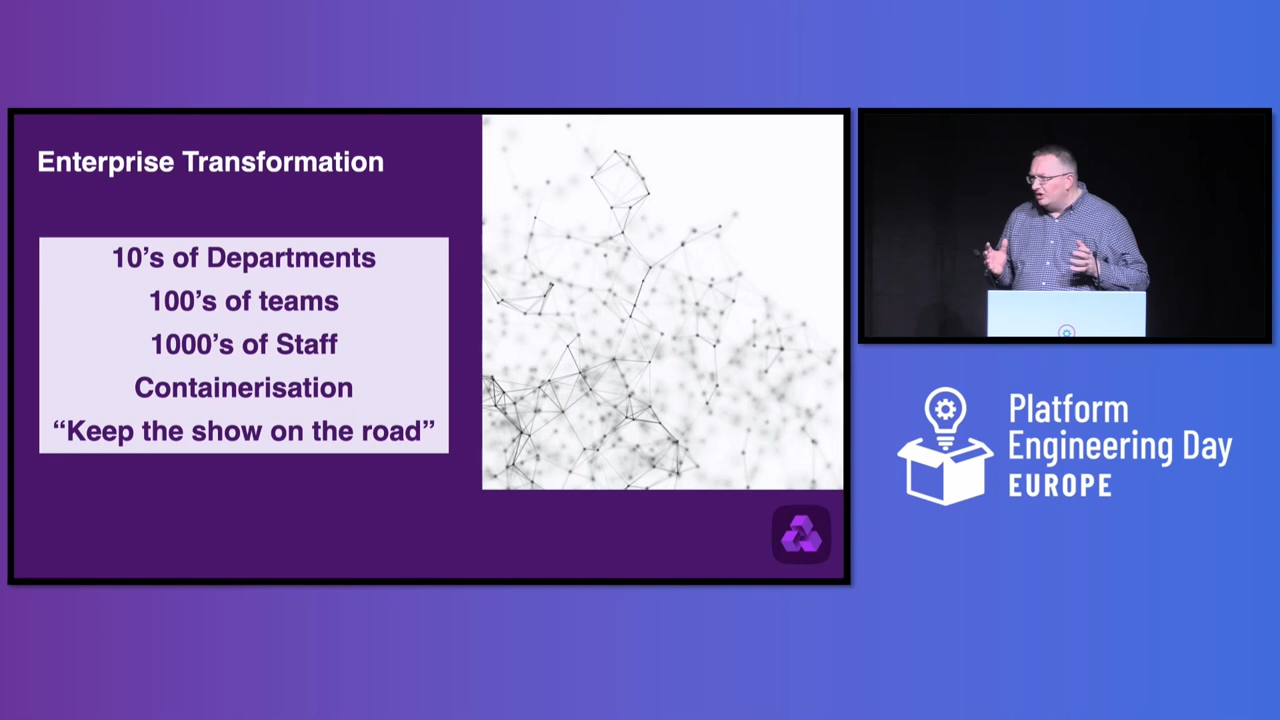 Enterprise Transformation
10’s of Departments
100’s of teams
1000’s of Staff
Containerisation
“Keep the show on the road”
Platform
Engineering Day
EUROPE